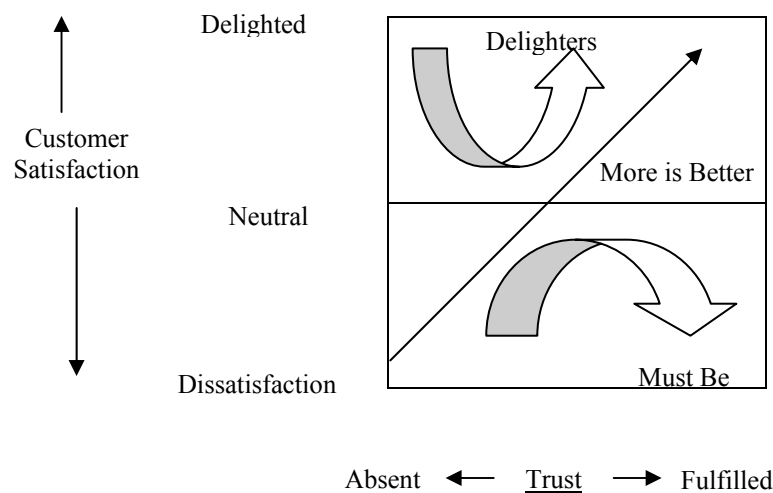 Delighted
Delighters
Customer
Satisfaction
More is Better
Neutral
Dissatisfaction
Must Be
Absent Trust Fulfilled